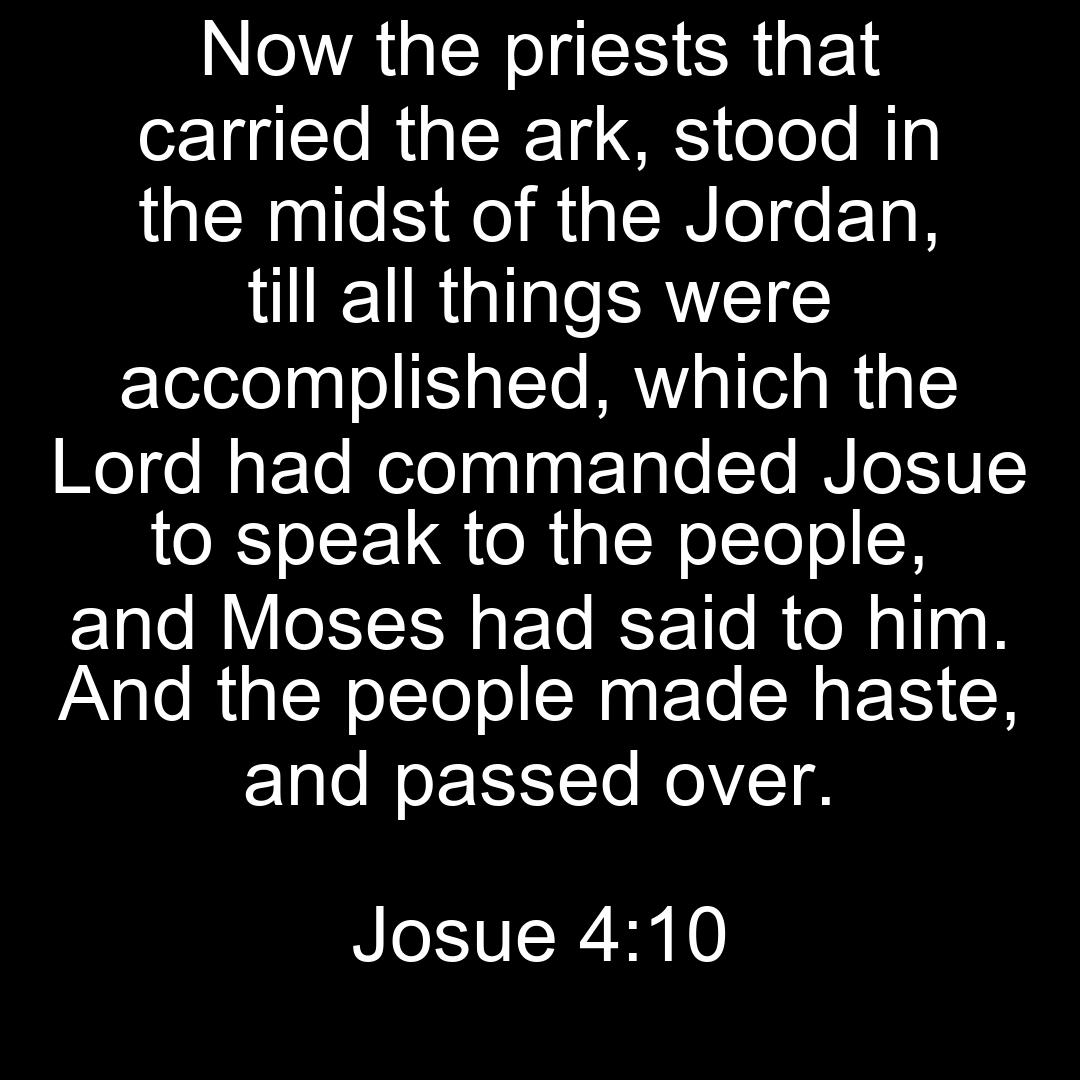 Now the priests that
carried the ark, stood in
the midst of the Jordan,
till all things were
accomplished, which the
Lord had commanded Josue
to speak to the people,
and Moses had said to him.
And the people made haste,
and passed over.
Josue 4:10